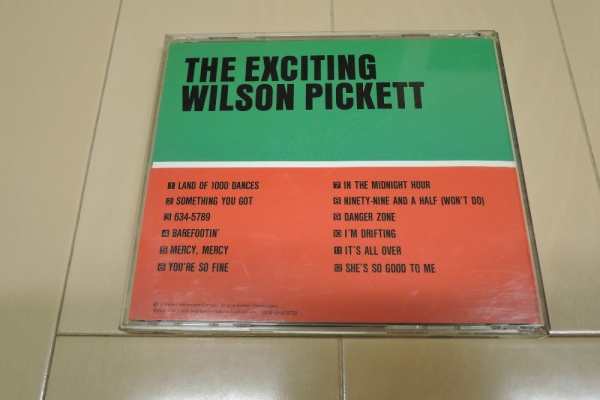 THE EXCITING
WILSON PICKETT
1 LAND OF 1000 DANCES
2 SOMETHING YOU GOT
3 634-5789
4 BAREFOOTIN'
5 MERCY, MERCY
6 YOU'RE SO FINE
7 IN THE MIDNIGHT HOUR
8 NINETY-NINE AND A HALF (WON'T DO)
9 DANGER ZONE
10 I'M DRIFTING
11 IT'S ALL OVER
12 SHE'S SO GOOD TO ME